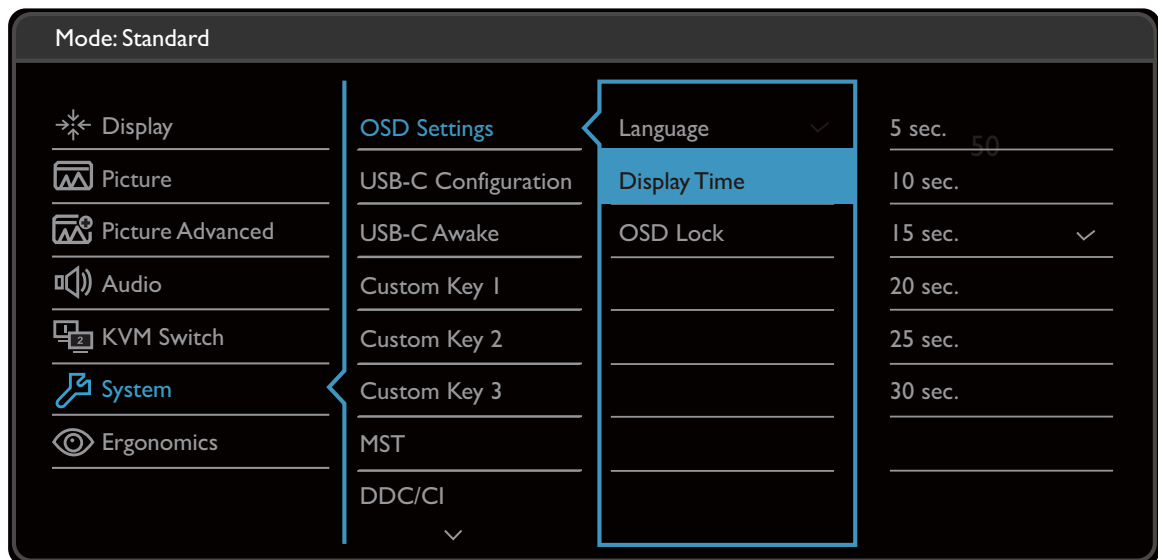 Mode: Standard
Display
Picture
Picture Advanced
Audio
KVM Switch
System
Ergonomics
OSD Settings
USB-C Configuration
USB-C Awake
Custom Key 1
Custom Key 2
Custom Key 3
MST
DDC/CI
Language
Display Time
OSD Lock
5 sec.
50
10 sec.
15 sec.
20 sec.
25 sec.
30 sec.